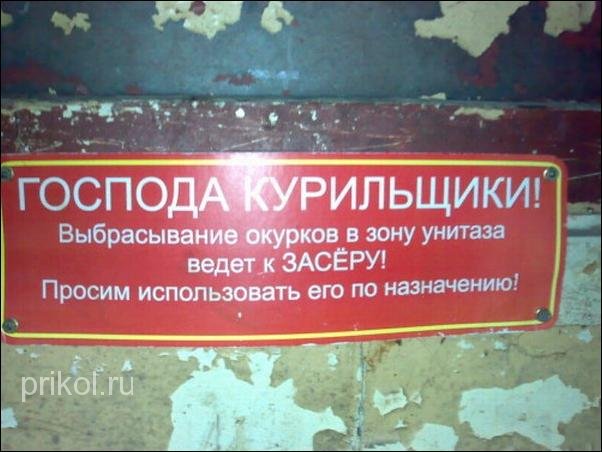 ГОСПОДА КУРИЛЬЩИКИ!
Выбрасывание окурков в зону унитаза
ведет к ЗАСЁРУ!
Просим использовать его по назначению!
prikol.ru